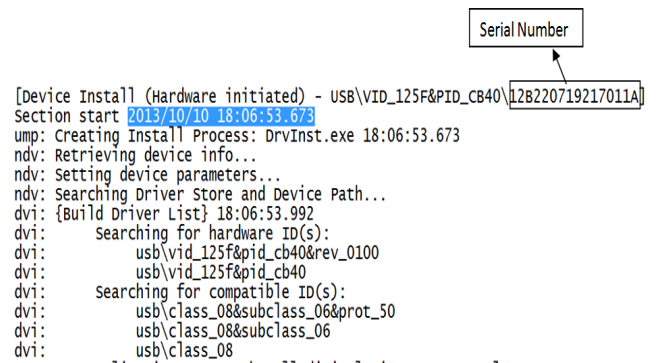 Serial Number
[Device Install (Hardware initiated) - USB\VID_125F&PID_CB40\12B220719217011A]
Section start 2013/10/10 18:06:53.673
ump: Creating Install Process: DrvInst.exe 18:06:53.673
ndv: Retrieving device info...
ndv: Setting device parameters...
ndv: Searching Driver Store and Device Path...
dvi: {Build Driver List} 18:06:53.992
dvi: Searching for hardware ID(s):
dvi: usb\vid_125f&pid_cb40&rev_0100
dvi: usb\vid_125f&pid_cb40
dvi: Searching for compatible ID(s):
dvi: usb\class_08&subclass_06&prot_50
dvi: usb\class_08&subclass_06
dvi: usb\class_08